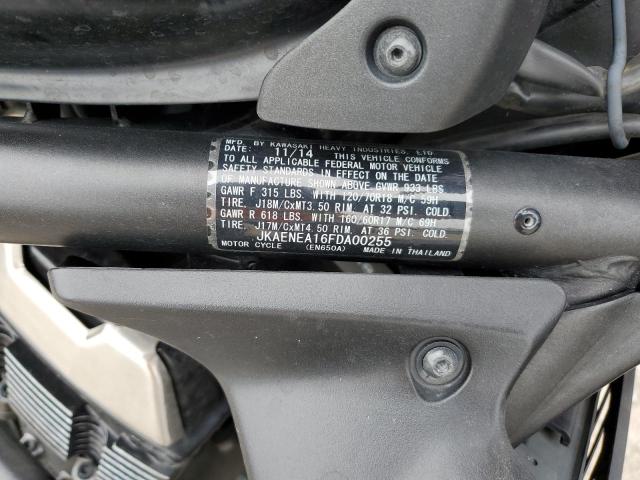 MFD. BY KAWASAKI HEAVY INDUSTRIES, LTD.
DATE: 11/14 THIS VEHICLE CONFORMS
TO ALL APPLICABLE FEDERAL MOTOR VEHICLE
SAFETY STANDARDS IN EFFECT ON THE DATE
OF MANUFACTURE SHOWN ABOVE GVWR 933 LBS
GAWR F 315 LBS. WITH 120/70R18 M/C 59H
TIRE, J18M/CxMT3.50 RIM, AT 32 PSI. COLD.
GAWR R 618 LBS. WITH 160/60R17 M/C 69H
TIRE, J17M/CxMT4.50 RIM, AT 36 PSI. COLD.
JKAENEA16FDA00255
MOTOR CYCLE (EN650A) MADE IN THAILAND